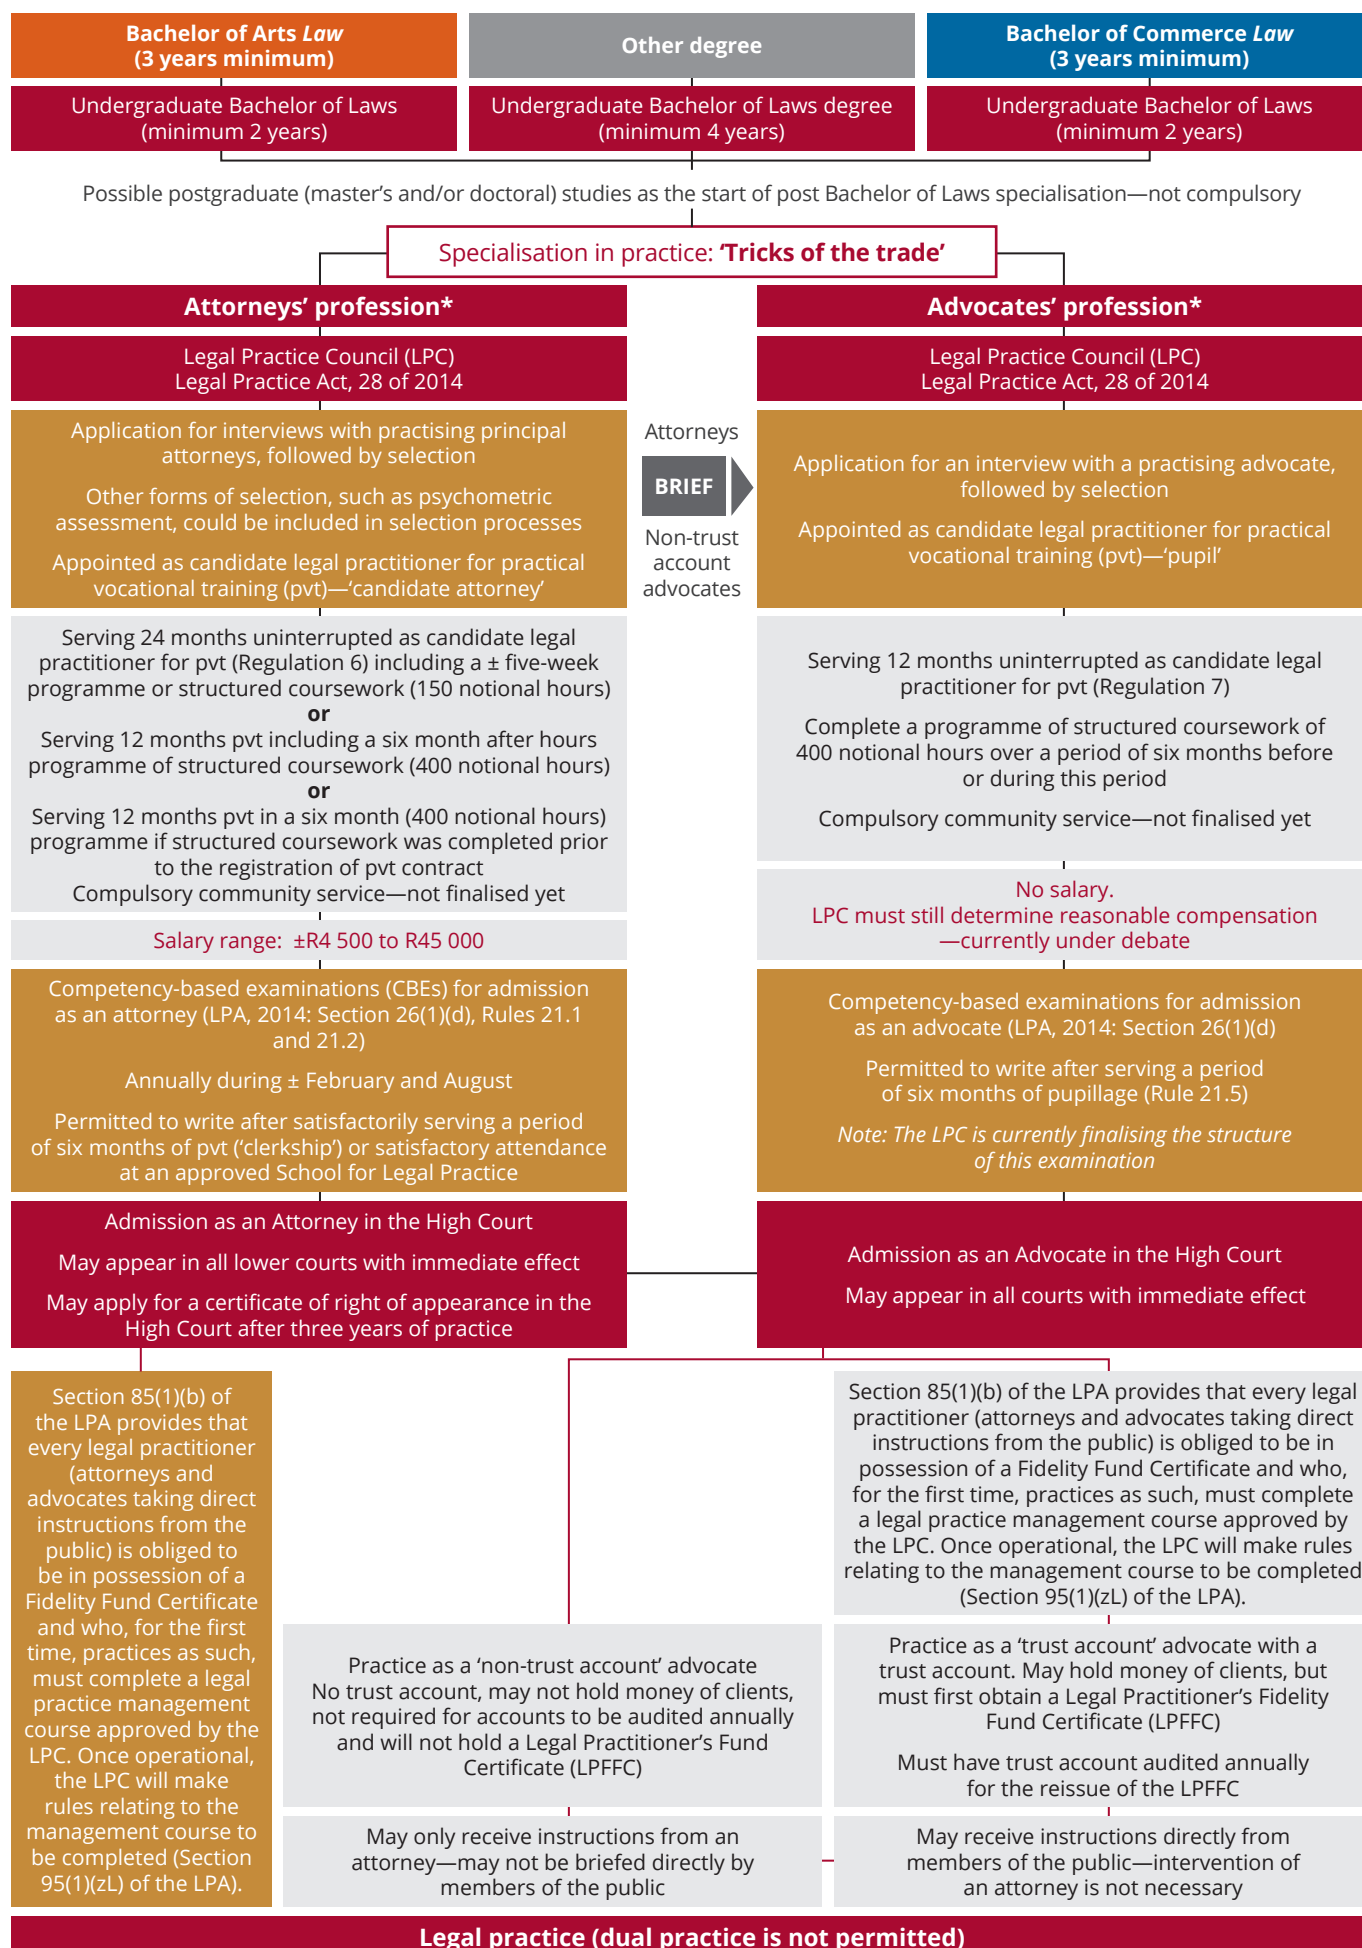 Bachelor of Arts Law
(3 years minimum)
Other degree
Bachelor of Commerce Law
(3 years minimum)
Undergraduate Bachelor of Laws
(minimum 2 years)
Undergraduate Bachelor of Laws degree
(minimum 4 years)
Undergraduate Bachelor of Laws
(minimum 2 years)
Possible postgraduate (master’s and/or doctoral) studies as the start of post Bachelor of Laws specialisation—not compulsory
Specialisation in practice: ‘Tricks of the trade’
Attorneys’ profession*
Legal Practice Council (LPC)
Legal Practice Act, 28 of 2014
Application for interviews with practising principal
attorneys, followed by selection
Other forms of selection, such as psychometric
assessment, could be included in selection processes
Appointed as candidate legal practitioner for practical
vocational training (pvt)—‘candidate attorney’
Serving 24 months uninterrupted as candidate legal
practitioner for pvt (Regulation 6) including a ± five-week
programme or structured coursework (150 notional hours)
or
Serving 12 months pvt including a six month after hours
programme of structured coursework (400 notional hours)
or
Serving 12 months pvt in a six month (400 notional hours)
programme if structured coursework was completed prior
to the registration of pvt contract
Compulsory community service—not finalised yet
Salary range: ±R4 500 to R45 000
Competency-based examinations (CBEs) for admission
as an attorney (LPA, 2014: Section 26(1)(d), Rules 21.1
and 21.2)
Annually during ± February and August
Permitted to write after satisfactorily serving a period
of six months of pvt (‘clerkship’) or satisfactory attendance
at an approved School for Legal Practice
Admission as an Attorney in the High Court
May appear in all lower courts with immediate effect
May apply for a certificate of right of appearance in the
High Court after three years of practice
Attorneys
BRIEF
Non-trust
account
advocates
Advocates’ profession*
Legal Practice Council (LPC)
Legal Practice Act, 28 of 2014
Application for an interview with a practising advocate,
followed by selection
Appointed as candidate legal practitioner for practical
vocational training (pvt)—‘pupil’
Serving 12 months uninterrupted as candidate legal
practitioner for pvt (Regulation 7)
Complete a programme of structured coursework of
400 notional hours over a period of six months before
or during this period
Compulsory community service—not finalised yet
No salary.
LPC must still determine reasonable compensation
—currently under debate
Competency-based examinations for admission
as an advocate (LPA, 2014: Section 26(1)(d)
Permitted to write after serving a period
of six months of pupillage (Rule 21.5)
Note: The LPC is currently finalising the structure
of this examination
Admission as an Advocate in the High Court
May appear in all courts with immediate effect
Section 85(1)(b) of
the LPA provides that
every legal practitioner
(attorneys and
advocates taking direct
instructions from the
public) is obliged to
be in possession of a
Fidelity Fund Certificate
and who, for the first
time, practices as such,
must complete a legal
practice management
course approved by the
LPC. Once operational,
the LPC will make
rules relating to the
management course to
be completed (Section
95(1)(zL) of the LPA).
Practice as a ‘non-trust account’ advocate
No trust account, may not hold money of clients,
not required for accounts to be audited annually
and will not hold a Legal Practitioner’s Fund
Certificate (LPFFC)
May only receive instructions from an
attorney—may not be briefed directly by
members of the public
Section 85(1)(b) of the LPA provides that every legal
practitioner (attorneys and advocates taking direct
instructions from the public) is obliged to be in
possession of a Fidelity Fund Certificate and who,
for the first time, practices as such, must complete
a legal practice management course approved by
the LPC. Once operational, the LPC will make rules
relating to the management course to be completed
(Section 95(1)(zL) of the LPA).
Practice as a ‘trust account’ advocate with a
trust account. May hold money of clients, but
must first obtain a Legal Practitioner’s Fidelity
Fund Certificate (LPFFC)
Must have trust account audited annually
for the reissue of the LPFFC
May receive instructions directly from
members of the public—intervention of
an attorney is not necessary
Legal practice (dual practice is not permitted)